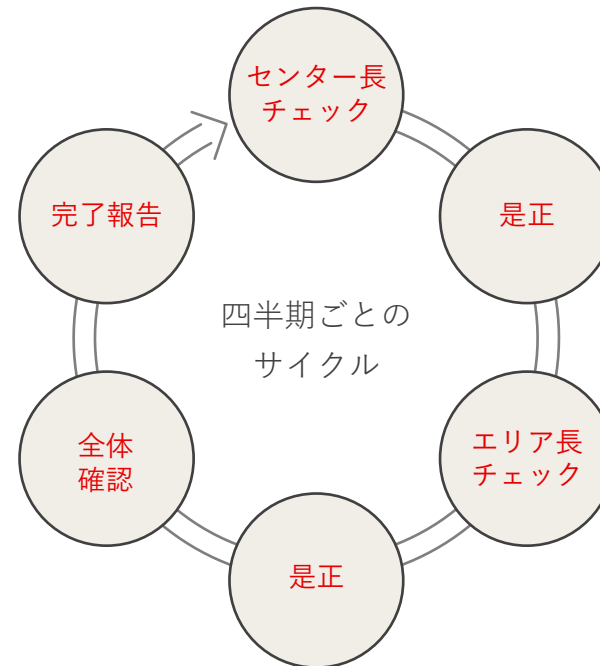 センター長
チェック
是正
エリア長
チェック
是正
全体
確認
完了報告
四半期ごとの
サイクル